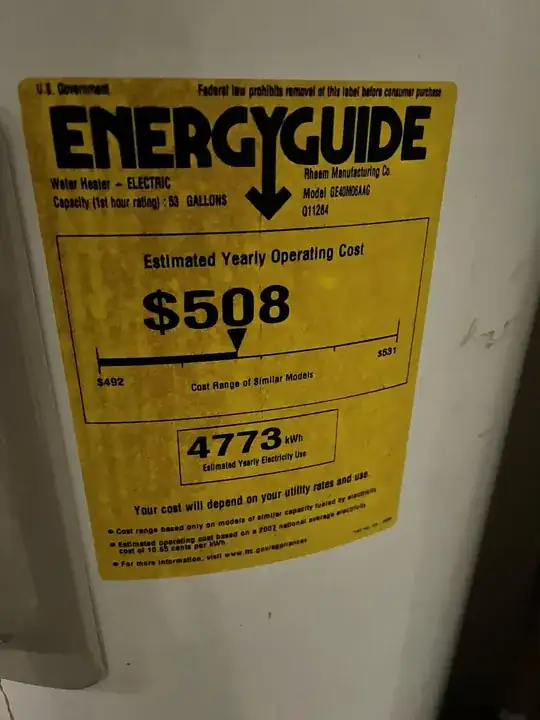 U.S. Government
Federal law prohibits removal of this label before consumer purchase
ENERGYGUIDE
Water Heater - ELECTRIC
Capacity (1st hour rating) : 53 GALLONS
Rheem Manufacturing Co.
Model GE40M06AAG
Q11284
Estimated Yearly Operating Cost
$508
$492
$531
Cost Range of Similar Models
4773 kWh
Estimated Yearly Electricity Use
Your cost will depend on your utility rates and use.
• Cost range based only on models of similar capacity fueled by electricity
• Estimated operating cost based on a 2007 national average electricity
cost of 10.65 cents per kWh.
• For more information, visit www.ftc.gov/appliances